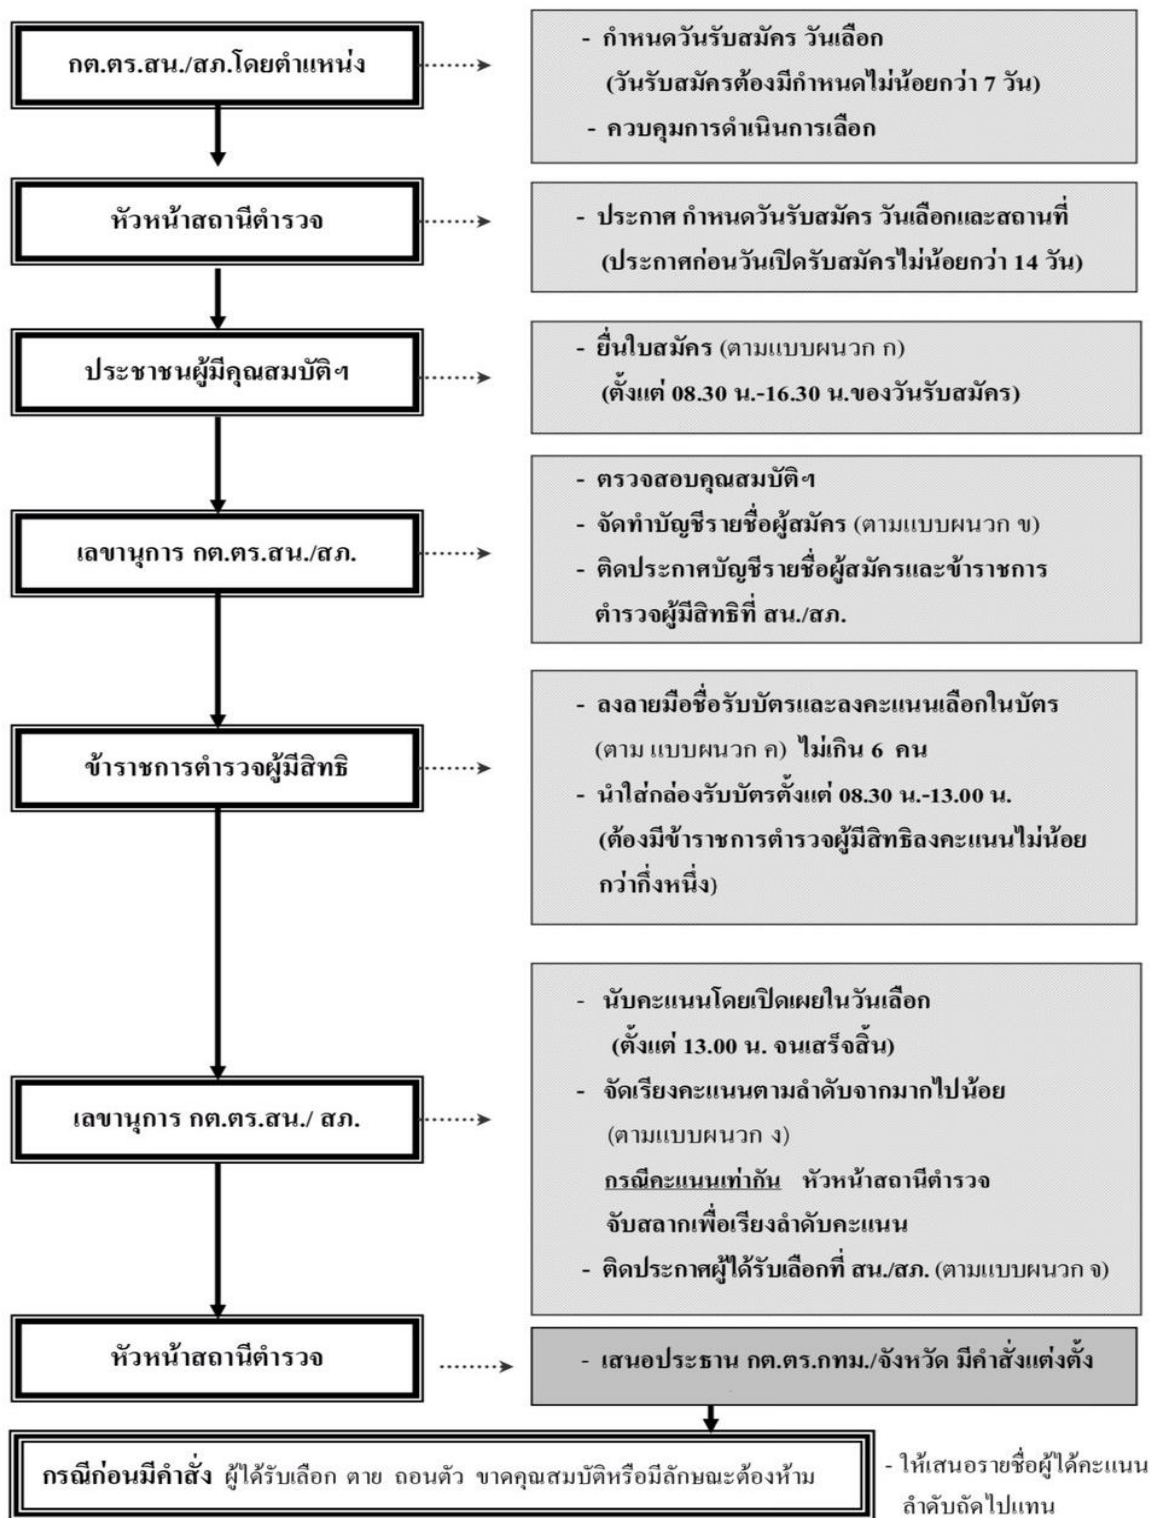 กต.ตร.สน./สภ.โดยตำแหน่ง
- กำหนดวันรับสมัคร วันเลือก
(วันรับสมัครต้องมีกำหนดไม่น้อยกว่า 7 วัน)
- ควบคุมการดำเนินการเลือก
หัวหน้าสถานีตำรวจ
- ประกาศ กำหนดวันรับสมัคร วันเลือกและสถานที่
(ประกาศก่อนวันเปิดรับสมัครไม่น้อยกว่า 14 วัน)
ประชาชนผู้มีคุณสมบัติฯ
- ยื่นใบสมัคร (ตามแบบผนวก ก)
(ตั้งแต่ 08.30 น.-16.30 น.ของวันรับสมัคร)
เลขานุการ กต.ตร.สน./สภ.
- ตรวจสอบคุณสมบัติฯ
- จัดทำบัญชีรายชื่อผู้สมัคร (ตามแบบผนวก ข)
- ติดประกาศบัญชีรายชื่อผู้สมัครและข้าราชการ
ตำรวจผู้มีสิทธิที่ สน./สภ.
ข้าราชการตำรวจผู้มีสิทธิ
- ลงลายมือชื่อรับบัตรและลงคะแนนเลือกในบัตร
(ตาม แบบผนวก ค) ไม่เกิน 6 คน
- นำใส่กล่องรับบัตรตั้งแต่ 08.30 น.-13.00 น.
(ต้องมีข้าราชการตำรวจผู้มีสิทธิลงคะแนนไม่น้อย
กว่ากึ่งหนึ่ง)
เลขานุการ กต.ตร.สน./ สภ.
- นับคะแนนโดยเปิดเผยในวันเลือก
(ตั้งแต่ 13.00 น. จนเสร็จสิ้น)
- จัดเรียงคะแนนตามลำดับจากมากไปน้อย
(ตามแบบผนวก ง)
กรณีคะแนนเท่ากัน หัวหน้าสถานีตำรวจ
จับสลากเพื่อเรียงลำดับคะแนน
- ติดประกาศผู้ได้รับเลือกที่ สน./สภ. (ตามแบบผนวก จ)
หัวหน้าสถานีตำรวจ
- เสนอประธาน กต.ตร.กทม./จังหวัด มีคำสั่งแต่งตั้ง
กรณีก่อนมีคำสั่ง ผู้ได้รับเลือก ตาย ถอนตัว ขาดคุณสมบัติหรือมีลักษณะต้องห้าม
- ให้เสนอรายชื่อผู้ได้คะแนน
ลำดับถัดไปแทน